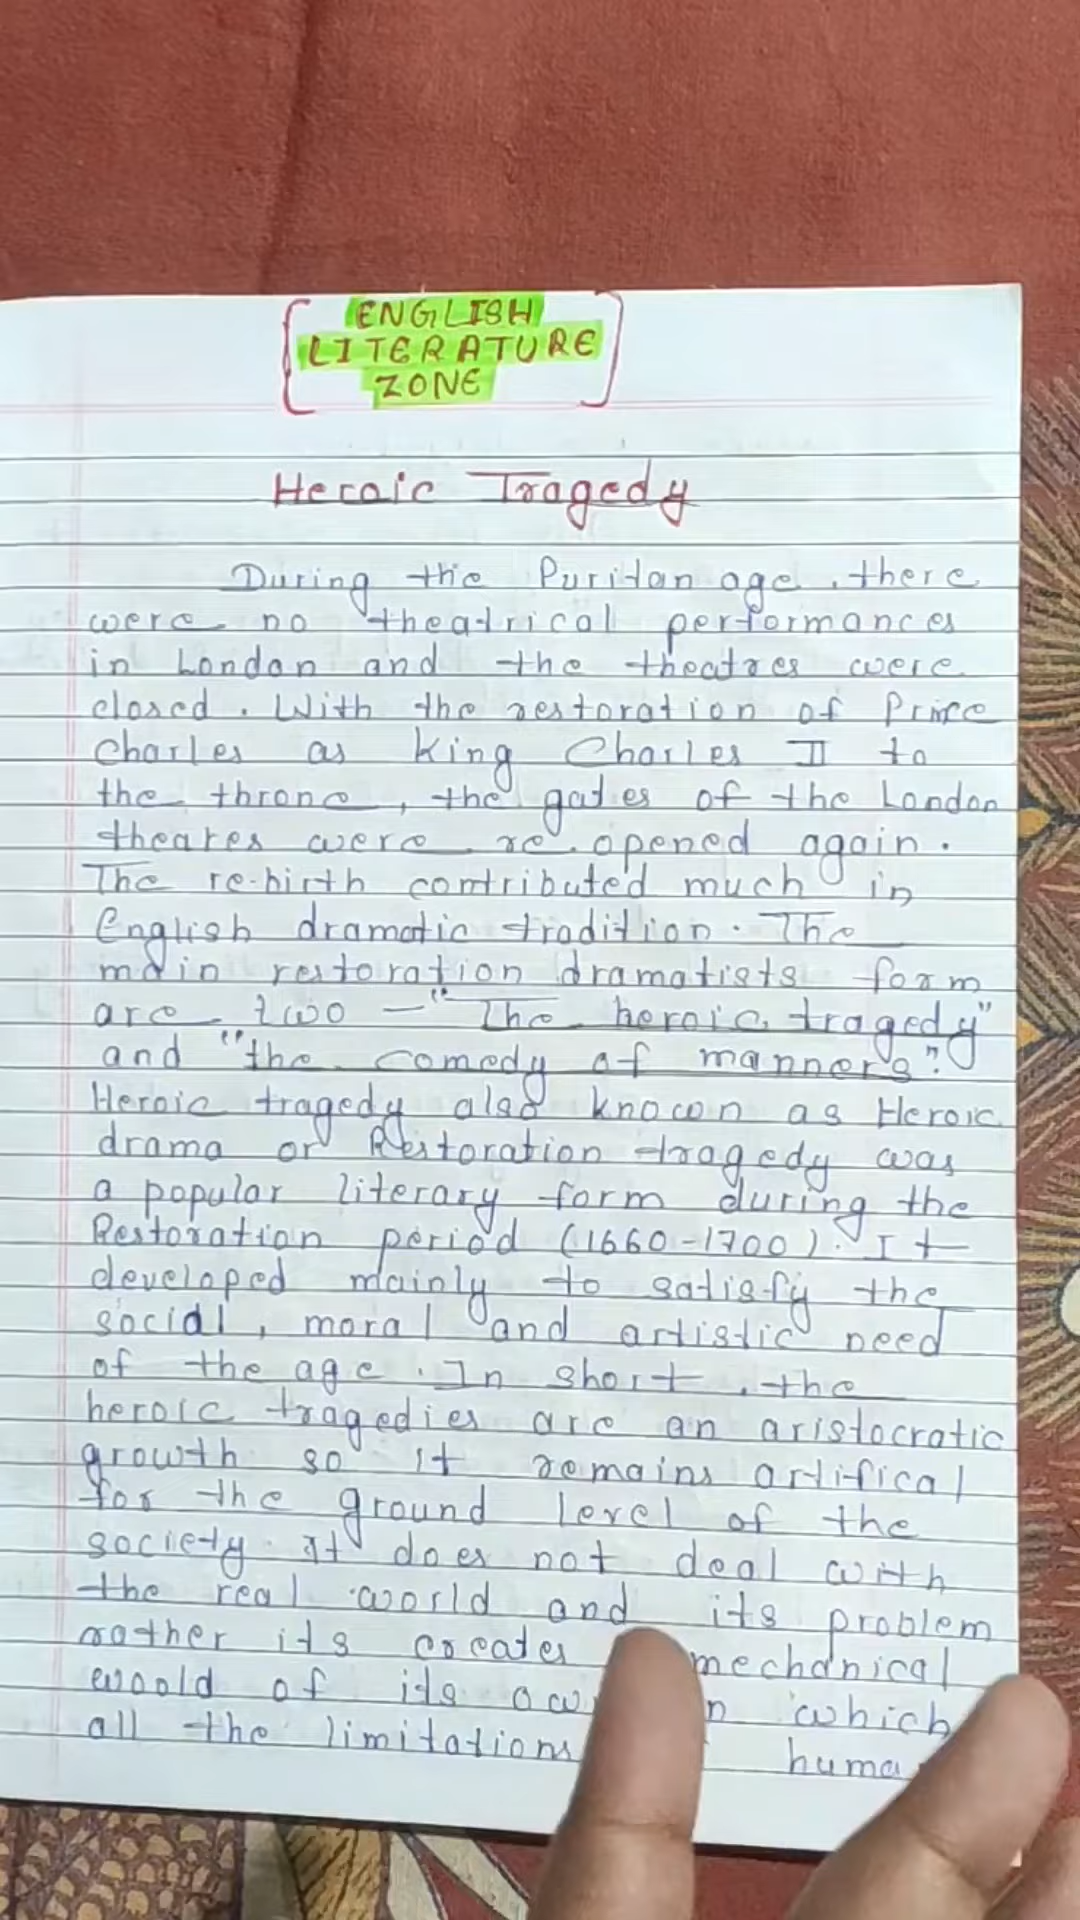 ENGLISH
LITERATURE
ZONE
Heroic Tragedy
During the Puritan age, there
were no theatrical performances
in London and the theatres were
closed. With the restoration of Prince
Charles as King Charles II to
the throne, the gates of the London
theares were re-opened again.
The re-birth contributed much in
English dramatic tradition. The
main restoration dramatists form
are two - "The heroic tragedy"
and "the comedy of manners".
Heroic tragedy also known as Heroic
drama or Restoration tragedy was
a popular literary form during the
Restoration period (1660-1700). It
developed mainly to satisfy the
social, moral and artistic need
of the age. In short, the
heroic tragedies are an aristocratic
growth so it remains artifical
for the ground level of the
society. It does not deal with
the real world and its problem
rather its creates mechanical
woold of its which
all the limitations